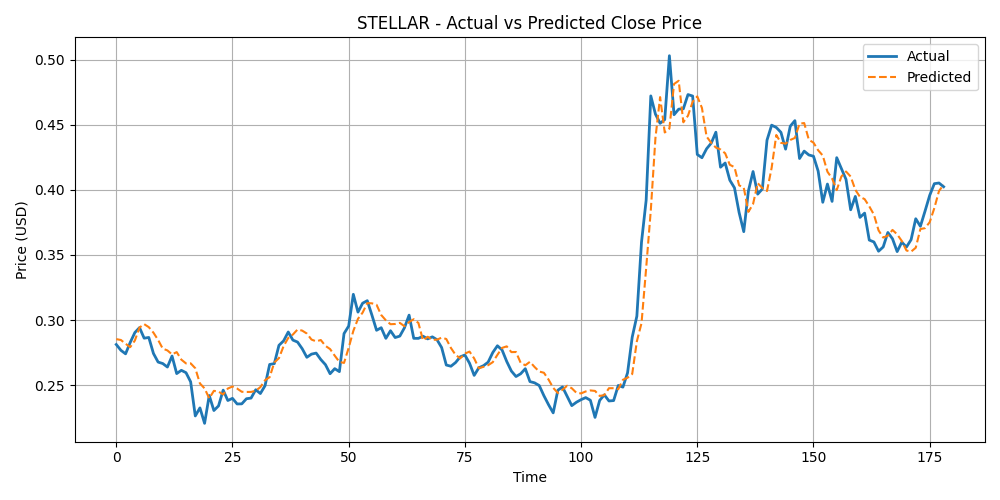 STELLAR - Actual vs Predicted Close Price
Actual
Predicted
Price (USD)
0.50
0.45
0.40
0.35
0.30
0.25
0 25 50 75 100 125 150 175
Time